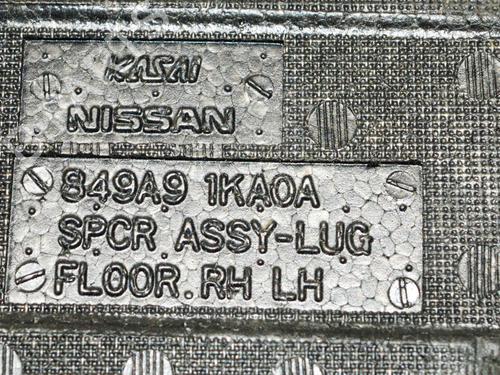 KASAI
NISSAN
849A9 1KA0A
SPCR ASSY-LUG
FLOOR.RH LH